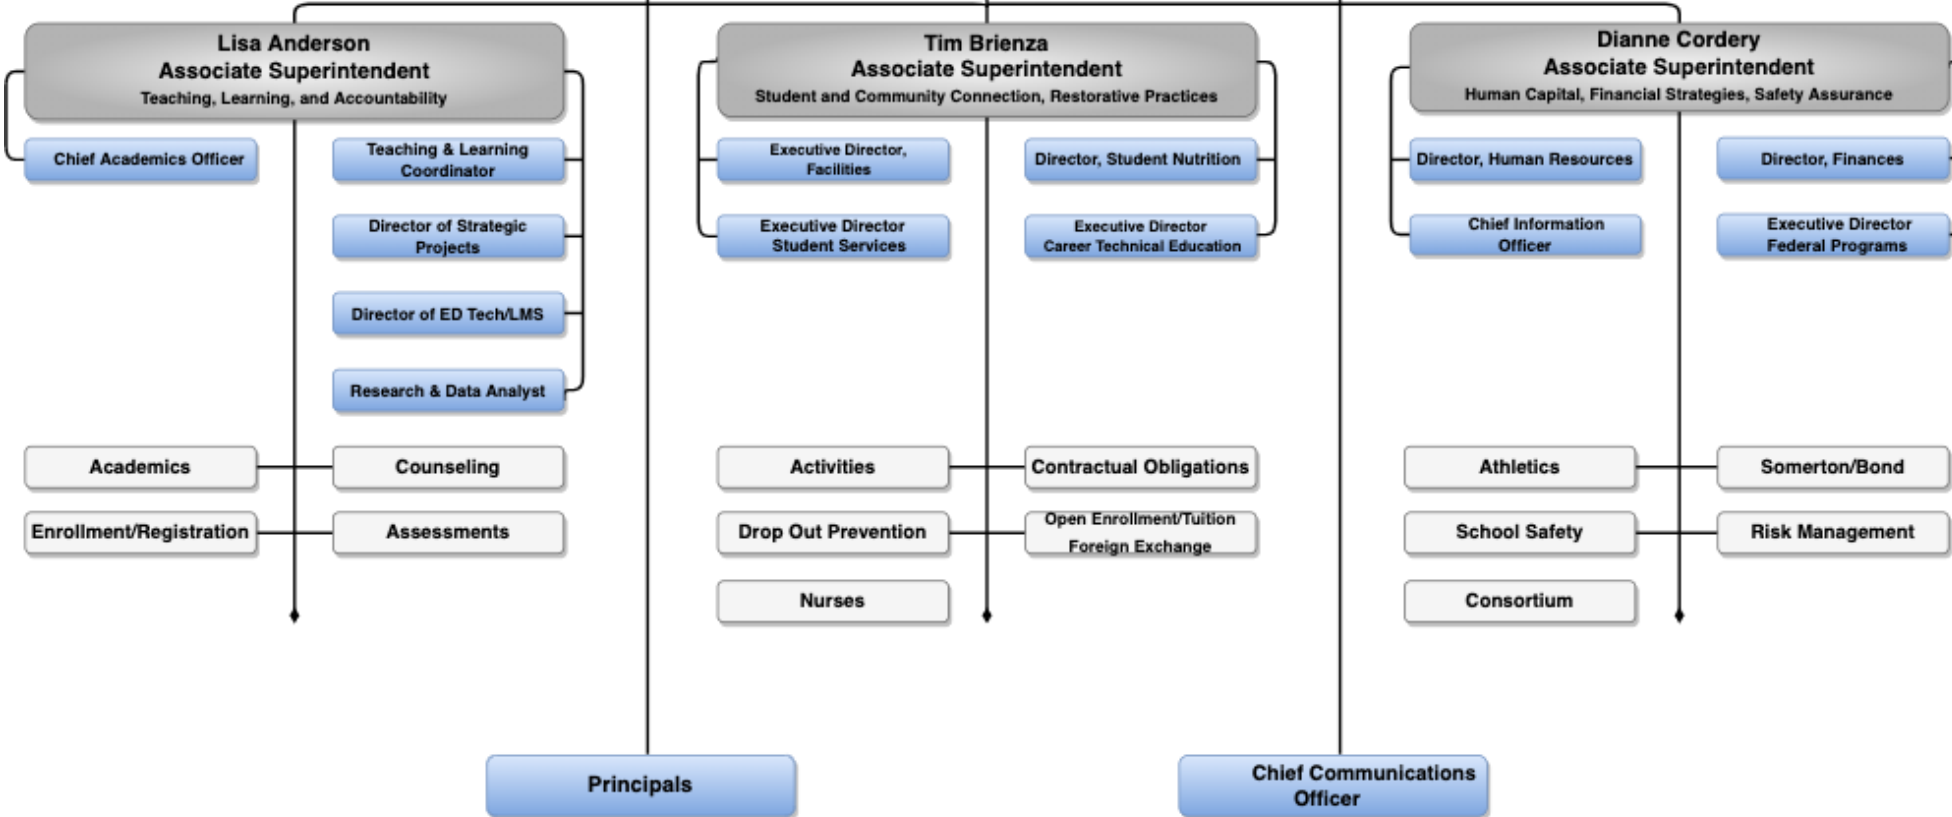 Lisa Anderson
Associate Superintendent
Teaching, Learning, and Accountability
Chief Academics Officer
Teaching & Learning
Coordinator
Director of Strategic
Projects
Director of ED Tech/LMS
Research & Data Analyst
Academics
Counseling
Enrollment/Registration
Assessments
Tim Brienza
Associate Superintendent
Student and Community Connection, Restorative Practices
Executive Director,
Facilities
Director, Student Nutrition
Executive Director
Student Services
Executive Director
Career Technical Education
Activities
Contractual Obligations
Drop Out Prevention
Open Enrollment/Tuition
Foreign Exchange
Nurses
Dianne Cordery
Associate Superintendent
Human Capital, Financial Strategies, Safety Assurance
Director, Human Resources
Director, Finances
Chief Information
Officer
Executive Director
Federal Programs
Athletics
Somerton/Bond
School Safety
Risk Management
Consortium
Principals
Chief Communications
Officer